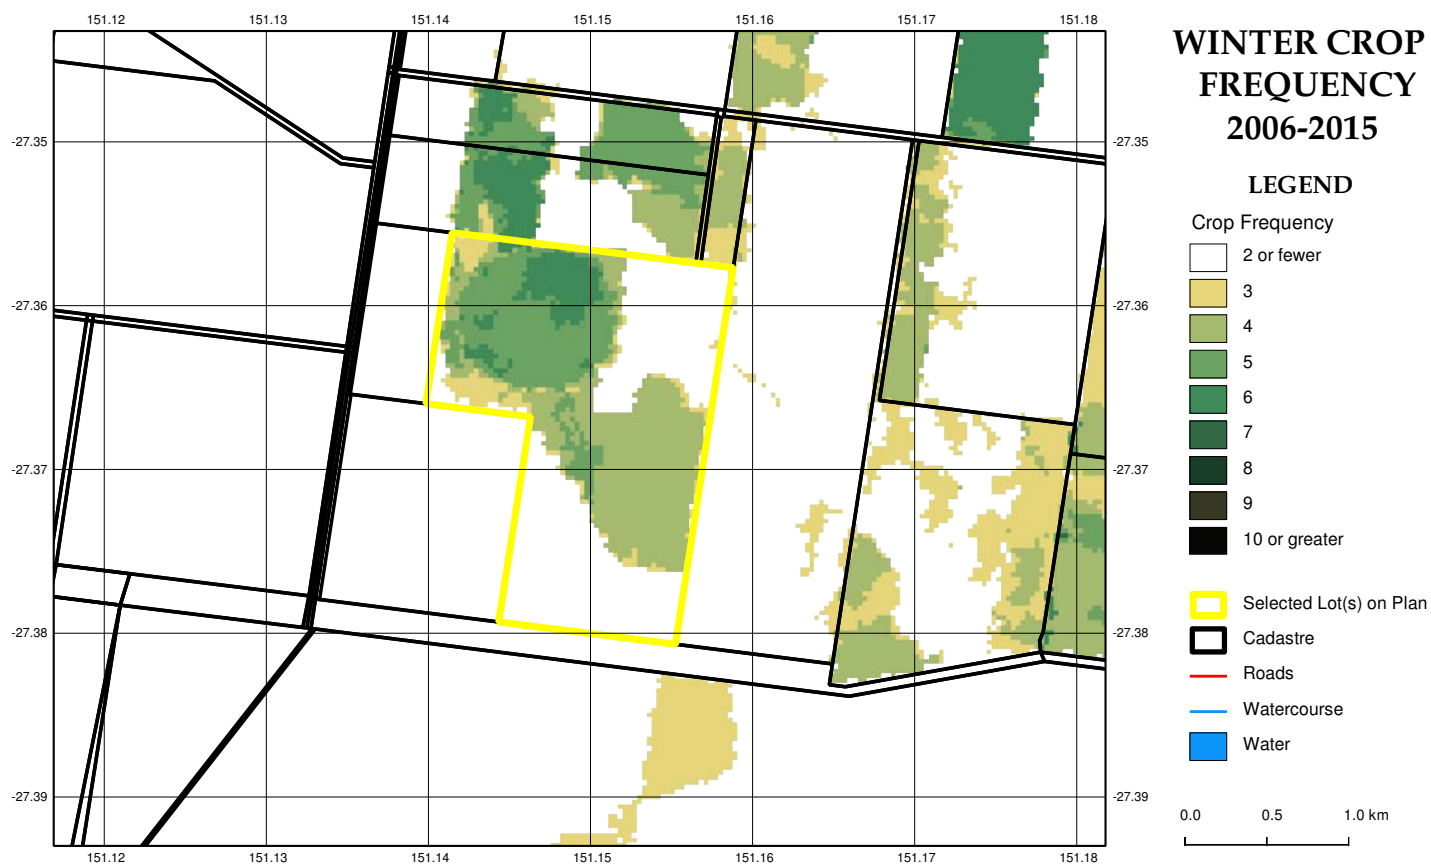 151.12 151.13 151.14 151.15 151.16 151.17 151.18
WINTER CROP
FREQUENCY
2006-2015
LEGEND
Crop Frequency
2 or fewer
3
4
5
6
7
8
9
10 or greater
Selected Lot(s) on Plan
Cadastre
Roads
Watercourse
Water
0.0 0.5 1.0 km
-27.35 -27.35
-27.36 -27.36
-27.37 -27.37
-27.38 -27.38
-27.39 -27.39
151.12 151.13 151.14 151.15 151.16 151.17 151.18